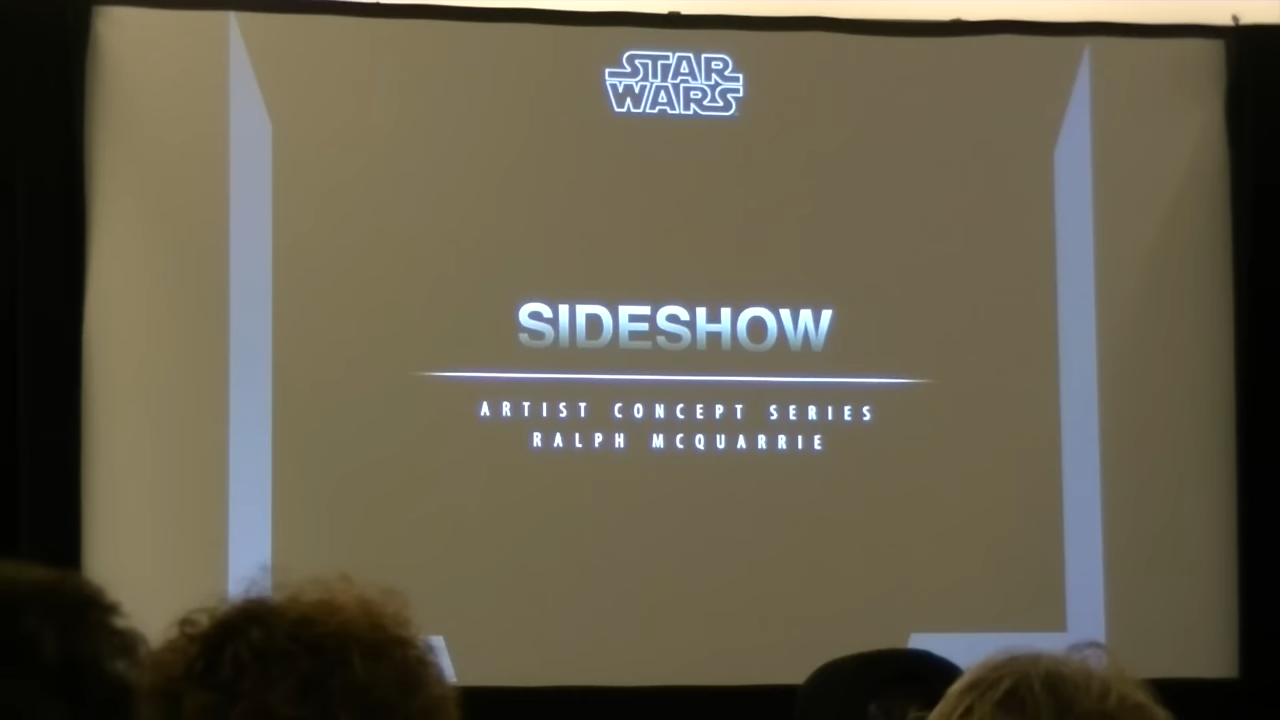 STAR
WARS
SIDESHOW
ARTIST CONCEPT SERIES
RALPH MCQUARRIE